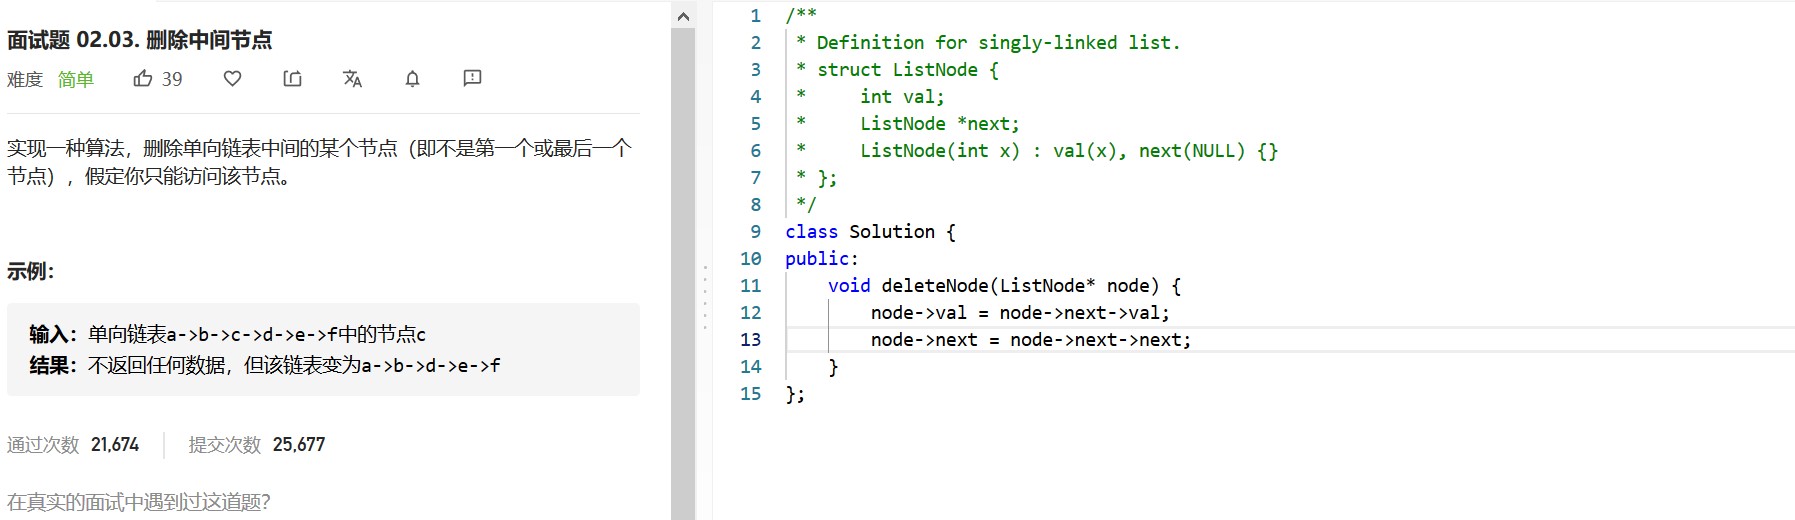 面试题 02.03. 删除中间节点
难度 简单 39
实现一种算法，删除单向链表中间的某个节点（即不是第一个或最后一个
节点），假定你只能访问该节点。
示例：
输入：单向链表a->b->c->d->e->f中的节点c
结果：不返回任何数据，但该链表变为a->b->d->e->f
通过次数 21,674 提交次数 25,677
在真实的面试中遇到过这道题？
1 /**
2  * Definition for singly-linked list.
3  * struct ListNode {
4  *     int val;
5  *     ListNode *next;
6  *     ListNode(int x) : val(x), next(NULL) {}
7  * };
8  */
9 class Solution {
10 public:
11     void deleteNode(ListNode* node) {
12         node->val = node->next->val;
13         node->next = node->next->next;
14     }
15 };